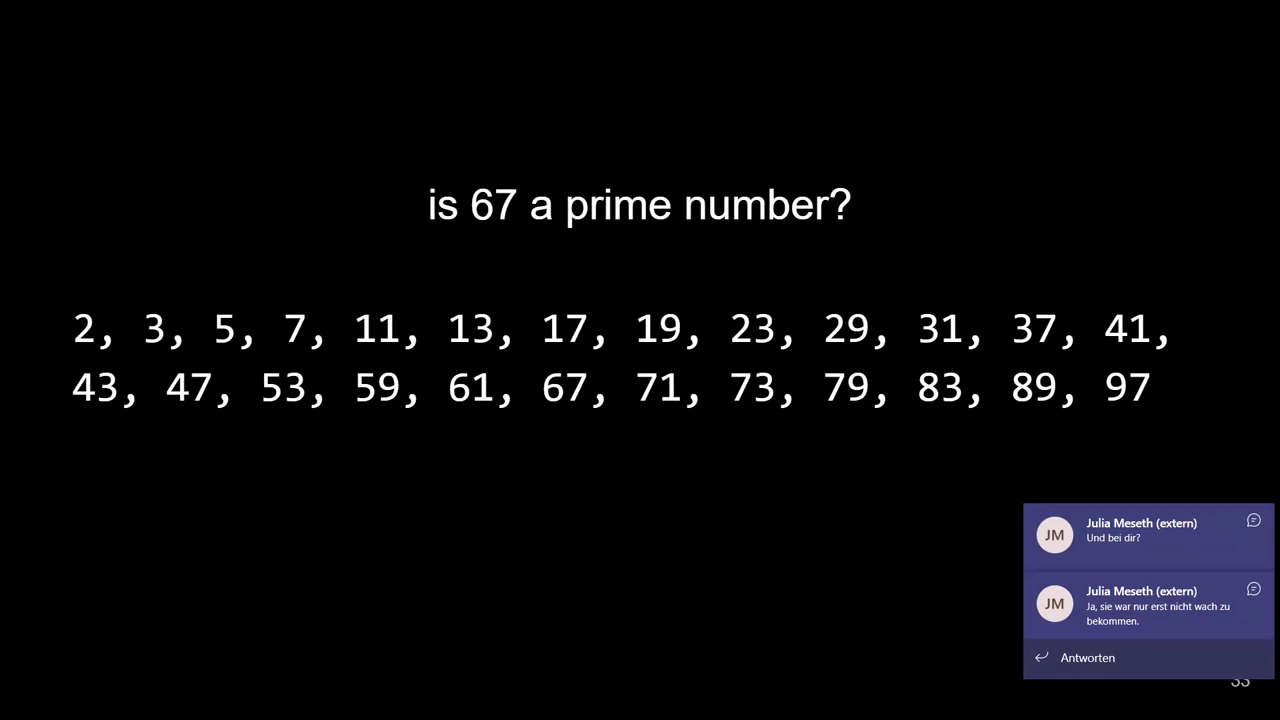 is 67 a prime number?
2, 3, 5, 7, 11, 13, 17, 19, 23, 29, 31, 37, 41,
43, 47, 53, 59, 61, 67, 71, 73, 79, 83, 89, 97
JM
Julia Meseth (extern)
Und bei dir?
JM
Julia Meseth (extern)
Ja, sie war nur erst nicht wach zu
bekommen.
Antworten
33